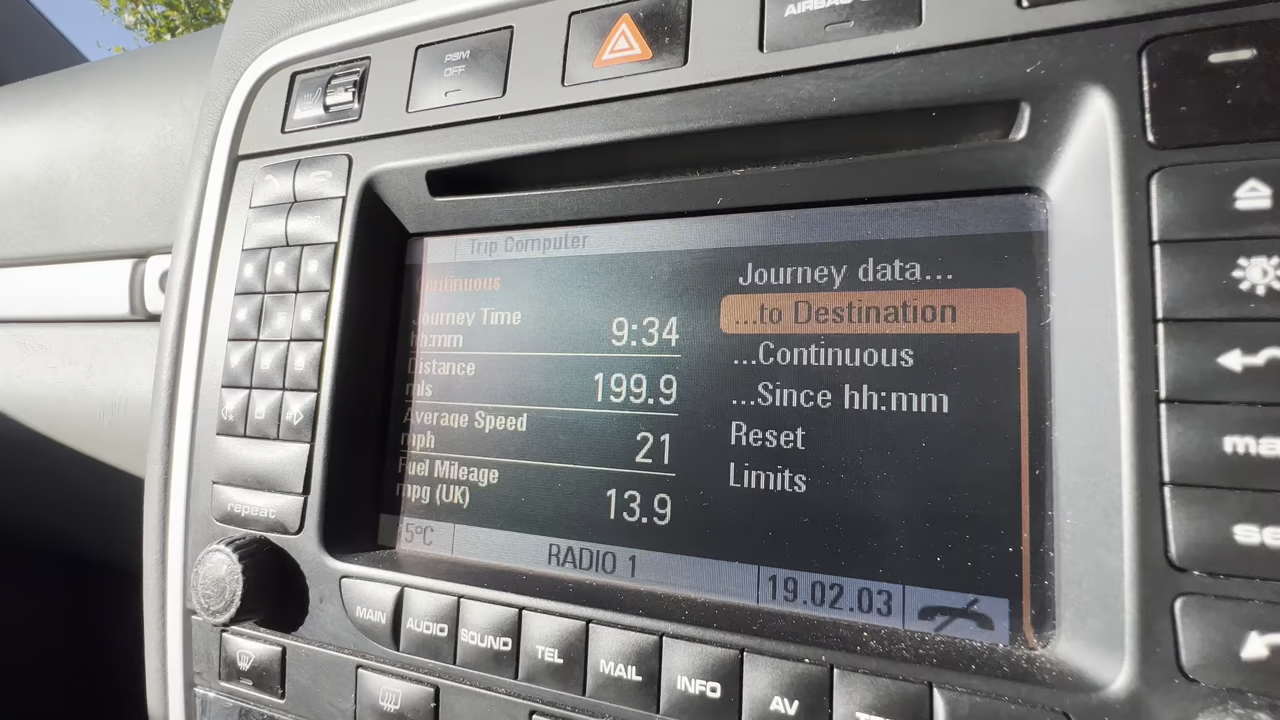 PSM
OFF
Trip Computer
Continuous
Journey Time
hh:mm
9:34
Distance
mls
199.9
Average Speed
mph
21
Fuel Mileage
mpg (UK)
13.9
Journey data...
...to Destination
...Continuous
...Since hh:mm
Reset
Limits
5°C
RADIO 1
19.02.03
repeat
MAIN
AUDIO
SOUND
TEL
MAIL
INFO
AV